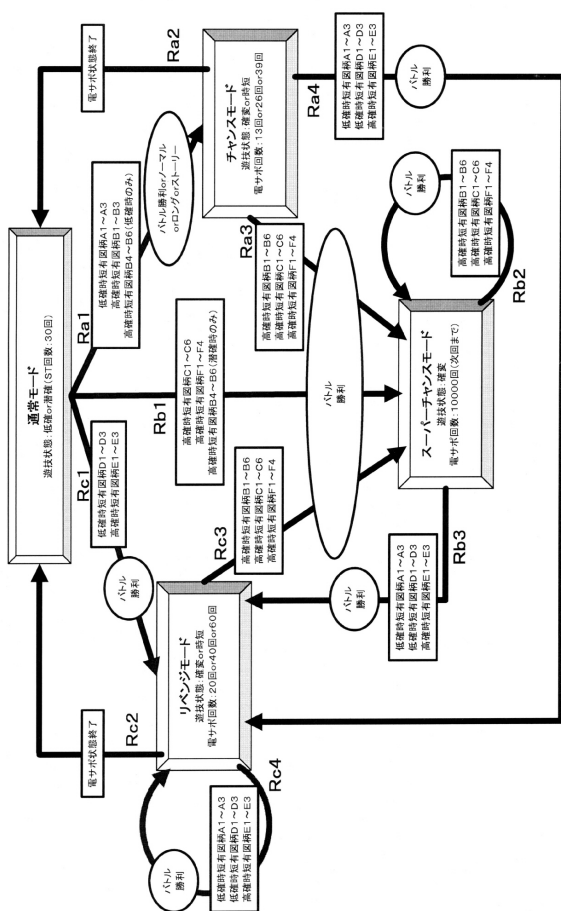 通常モード
遊技状態:低確or潜確(ST回数:30回)
Ra1
低確時短有図柄A1~A3
高確時短有図柄B1~B3
高確時短有図柄B4~B6(低確時のみ)
バトル勝利orノーマル
orロングorストーリー
電サポ状態終了
Ra2
チャンスモード
遊技状態:確変or時短
電サポ回数:13回or26回or39回
Ra3
高確時短有図柄B1~B6
高確時短有図柄C1~C6
高確時短有図柄F1~F4
Ra4
低確時短有図柄A1~A3
低確時短有図柄D1~D3
高確時短有図柄E1~E3
バトル
勝利
Rb1
高確時短有図柄C1~C6
高確時短有図柄F1~F4
高確時短有図柄B4~B6(潜確時のみ)
バトル
勝利
スーパーチャンスモード
遊技状態:確変
電サポ回数:10000回(次回まで)
バトル
勝利
高確時短有図柄B1~B6
高確時短有図柄C1~C6
高確時短有図柄F1~F4
Rb2
Rb3
低確時短有図柄A1~A3
低確時短有図柄D1~D3
高確時短有図柄E1~E3
バトル
勝利
Rc1
低確時短有図柄D1~D3
高確時短有図柄E1~E3
バトル
勝利
電サポ状態終了
Rc2
リベンジモード
遊技状態:確変or時短
電サポ回数:20回or40回or60回
Rc3
高確時短有図柄B1~B6
高確時短有図柄C1~C6
高確時短有図柄F1~F4
Rc4
バトル
勝利
低確時短有図柄A1~A3
低確時短有図柄D1~D3
高確時短有図柄E1~E3